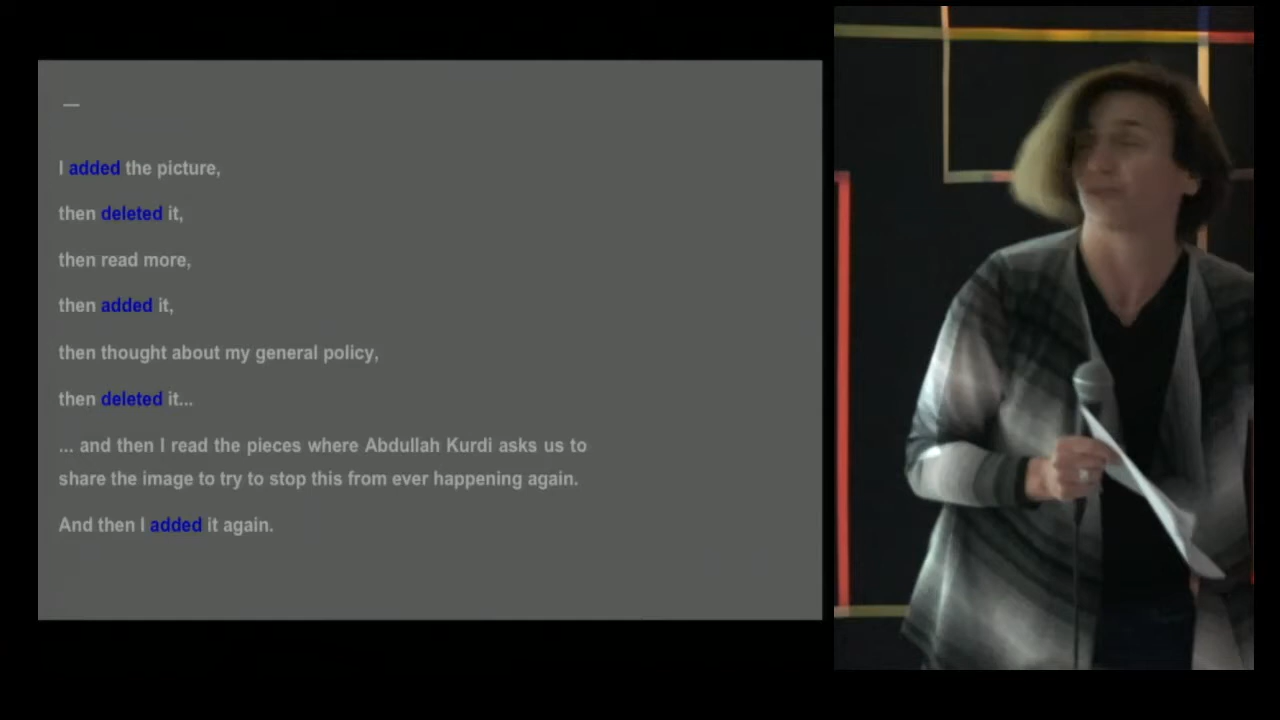 —
I added the picture,
then deleted it,
then read more,
then added it,
then thought about my general policy,
then deleted it...
... and then I read the pieces where Abdullah Kurdi asks us to
share the image to try to stop this from ever happening again.
And then I added it again.